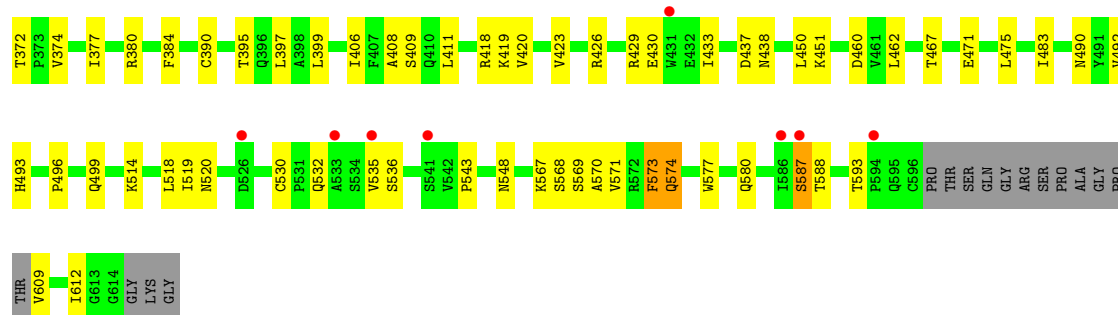 T372 P373 V374 I377 R380 F384 C390 T395 Q396 L397 A398 L399 I406 F407 A408 S409 Q410 L411 R418 K419 V420 V423 R426 R429 E430 W431 E432 I433 D437 N438 L450 K451 D460 V461 L462 T467 E471 L475 I483 N490 Y491 V492
H493 P496 Q499 K514 L518 I519 N520 D526 C530 P531 Q532 A533 S534 V535 S536 S541 V542 P543 N548 K567 S568 S569 A570 V571 R572 F573 Q574 W577 Q580 I586 S587 T588 T593 P594 Q595 C596 PRO THR SER GLN GLY ARG SER PRO ALA GLY PRO
THR V609 I612 G613 G614 GLY LYS GLY